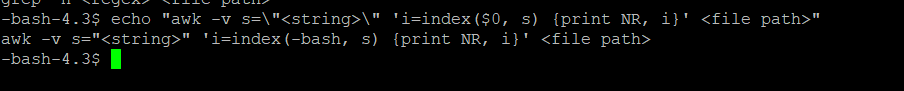 grep -n <regex> <file path>
-bash-4.3$ echo "awk -v s=\"<string>\" 'i=index($0, s) {print NR, i}' <file path>"
awk -v s="<string>" 'i=index(-bash, s) {print NR, i}' <file path>
-bash-4.3$